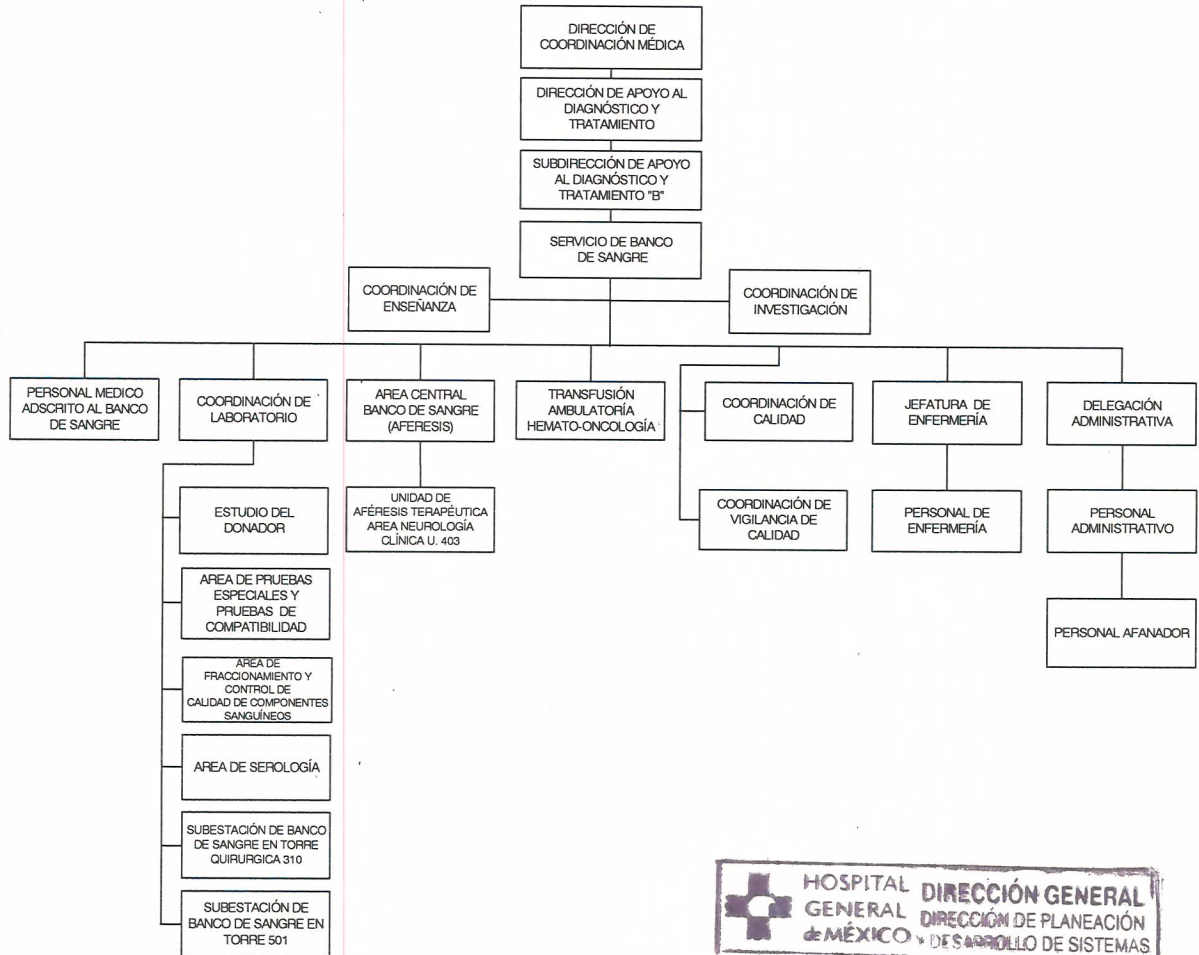 DIRECCIÓN DE
COORDINACIÓN MÉDICA
DIRECCIÓN DE APOYO AL
DIAGNÓSTICO Y
TRATAMIENTO
SUBDIRECCIÓN DE APOYO
AL DIAGNÓSTICO Y
TRATAMIENTO "B"
SERVICIO DE BANCO
DE SANGRE
COORDINACIÓN DE
ENSEÑANZA
COORDINACIÓN DE
INVESTIGACIÓN
PERSONAL MEDICO
ADSCRITO AL BANCO
DE SANGRE
COORDINACIÓN DE
LABORATORIO
AREA CENTRAL
BANCO DE SANGRE
(AFERESIS)
TRANSFUSIÓN
AMBULATORÍA
HEMATO-ONCOLOGÍA
COORDINACIÓN DE
CALIDAD
JEFATURA DE
ENFERMERÍA
DELEGACIÓN
ADMINISTRATIVA
ESTUDIO DEL
DONADOR
UNIDAD DE
AFÉRESIS TERAPÉUTICA
AREA NEUROLOGÍA
CLÍNICA U. 403
COORDINACIÓN DE
VIGILANCIA DE
CALIDAD
PERSONAL DE
ENFERMERÍA
PERSONAL
ADMINISTRATIVO
AREA DE PRUEBAS
ESPECIALES Y
PRUEBAS DE
COMPATIBILIDAD
PERSONAL AFANADOR
AREA DE
FRACCIONAMIENTO Y
CONTROL DE
CALIDAD DE COMPONENTES
SANGUÍNEOS
AREA DE SEROLOGÍA
SUBESTACIÓN DE BANCO
DE SANGRE EN TORRE
QUIRURGICA 310
SUBESTACIÓN DE
BANCO DE SANGRE EN
TORRE 501
HOSPITAL
GENERAL
de MÉXICO
DIRECCIÓN GENERAL
DIRECCIÓN DE PLANEACIÓN
Y DESARROLLO DE SISTEMAS